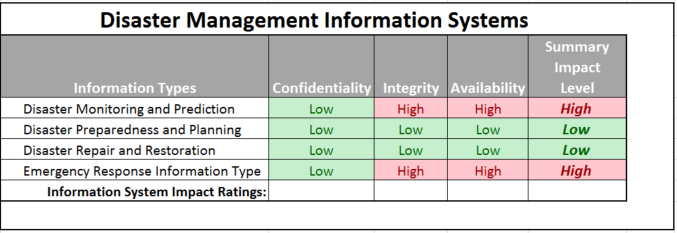 Disaster Management Information Systems
Information Types Confidentiality Integrity Availability Summary Impact Level
Disaster Monitoring and Prediction Low High High High
Disaster Preparedness and Planning Low Low Low Low
Disaster Repair and Restoration Low Low Low Low
Emergency Response Information Type Low High High High
Information System Impact Ratings: